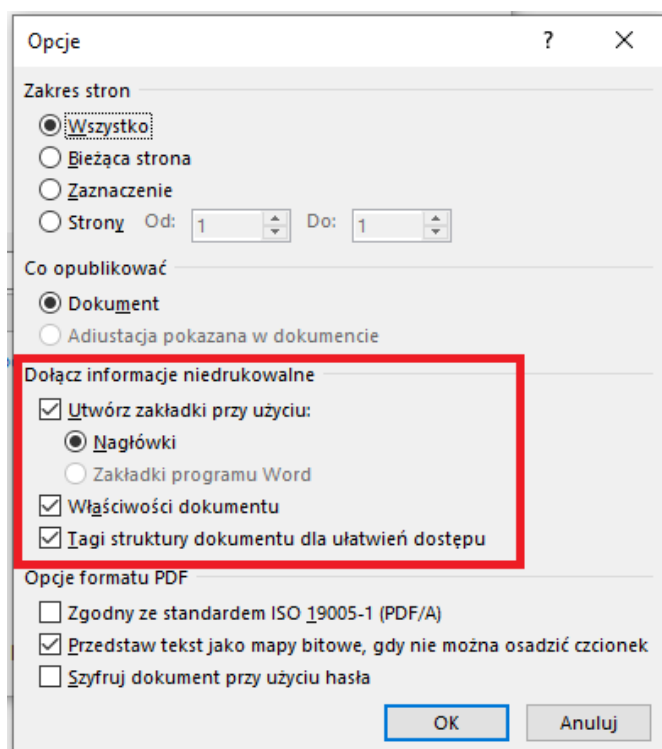 Opcje ?
Zakres stron
Wszystko
Bieżąca strona
Zaznaczenie
Strony Od: 1 Do: 1
Co opublikować
Dokument
Adiustacja pokazana w dokumencie
Dołącz informacje niedrukowalne
Utwórz zakładki przy użyciu:
Nagłówki
Zakładki programu Word
Właściwości dokumentu
Tagi struktury dokumentu dla ułatwień dostępu
Opcje formatu PDF
Zgodny ze standardem ISO 19005-1 (PDF/A)
Przedstaw tekst jako mapy bitowe, gdy nie można osadzić czcionek
Szyfruj dokument przy użyciu hasła
OK Anuluj